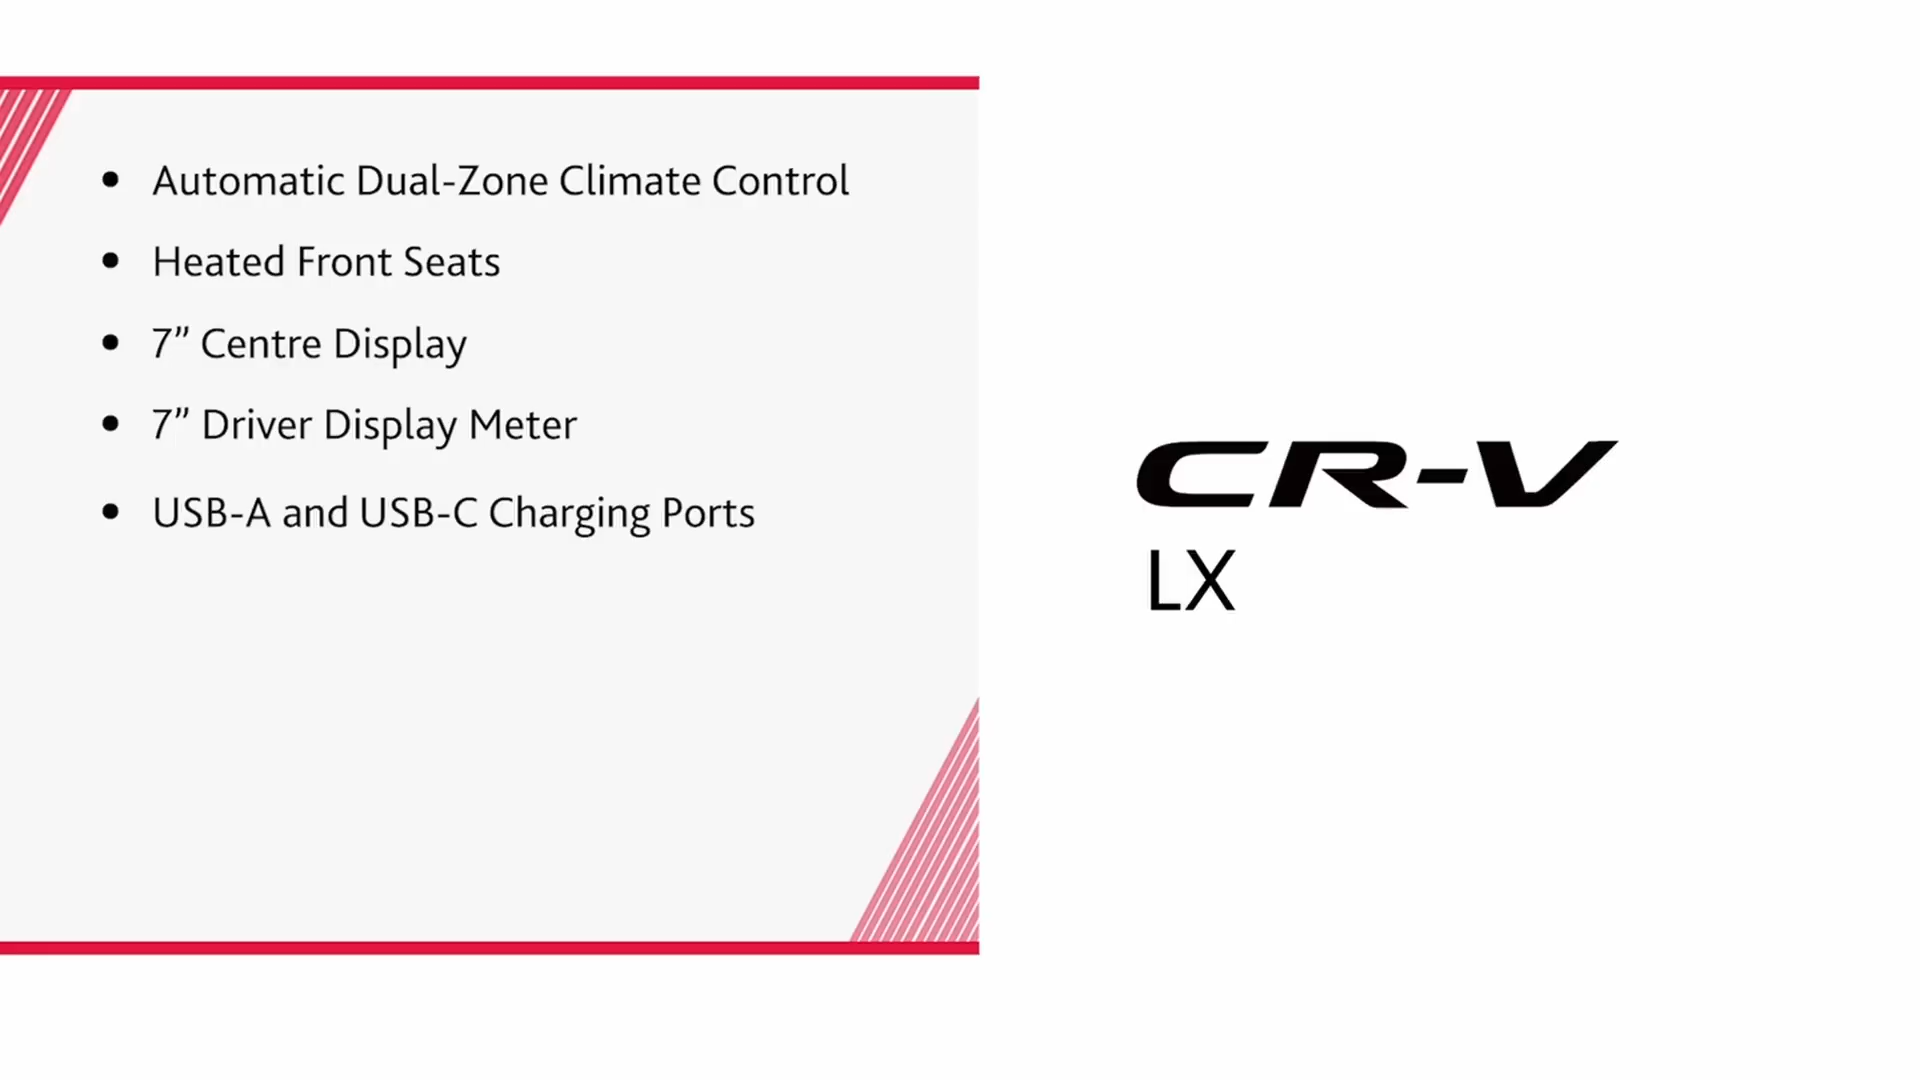 • Automatic Dual-Zone Climate Control
• Heated Front Seats
• 7” Centre Display
• 7” Driver Display Meter
• USB-A and USB-C Charging Ports
CR-V
LX